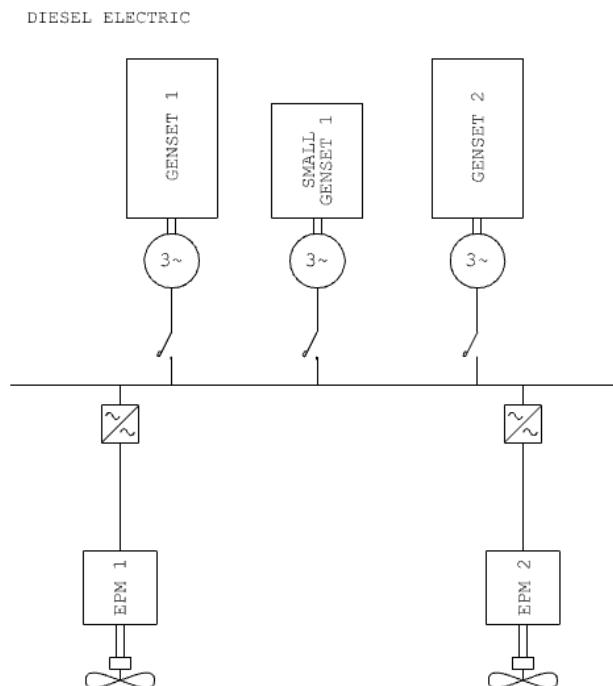 DIESEL ELECTRIC
GENSET 1
SMALL
GENSET 1
GENSET 2
3~
3~
3~
EPM 1
EPM 2